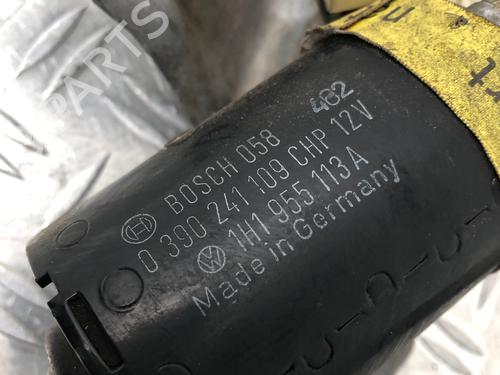 PARTS
482
BOSCH 058
0 390 241 109 CHP 12V
1H1 955 113 A
Made in Germany